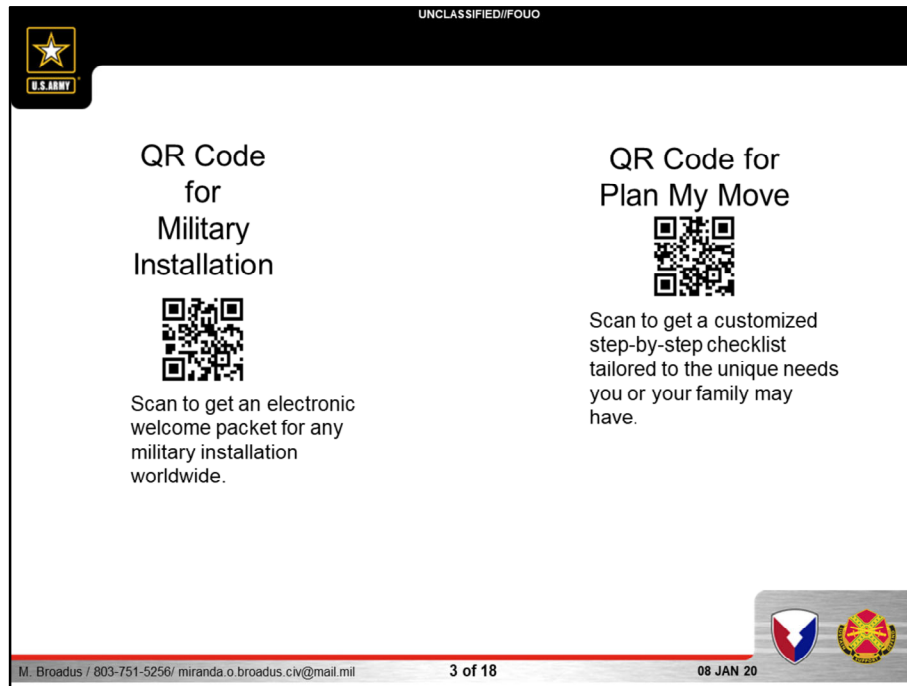 UNCLASSIFIED//FOUO
U.S.ARMY
QR Code
for
Military
Installation
Scan to get an electronic
welcome packet for any
military installation
worldwide.
QR Code for
Plan My Move
Scan to get a customized
step-by-step checklist
tailored to the unique needs
you or your family may
have.
M. Broadus / 803-751-5256/ miranda.o.broadus.civ@mail.mil
3 of 18
08 JAN 20
SUPPORT